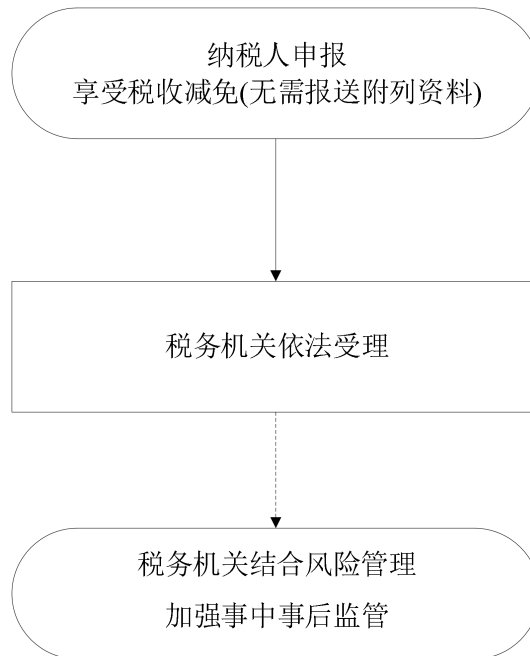 纳税人申报
享受税收减免(无需报送附列资料)
税务机关依法受理
税务机关结合风险管理
加强事中事后监管